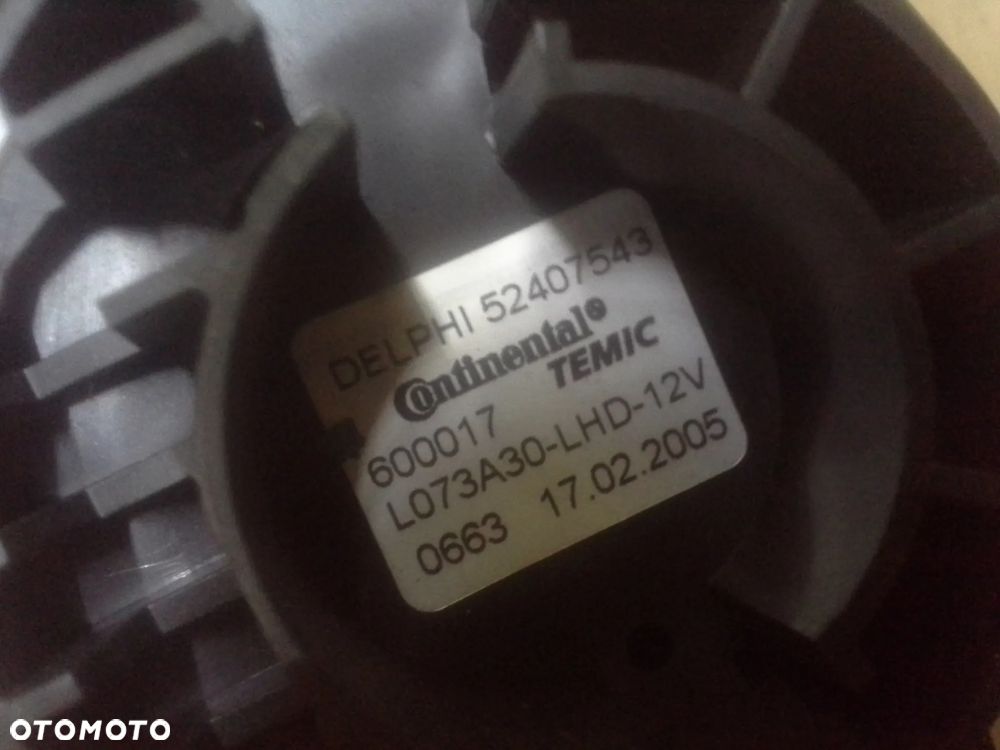 DELPHI 52407543
Continental®
TEMIC
600017
L073A30-LHD-12V
0663 17.02.2005
OTOMOTO